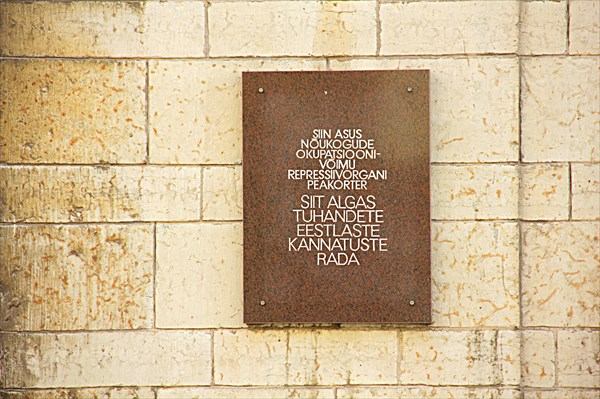 SIIN ASUS
NÕUKOGUDE
OKUPATSIOONI-
VÕIMU
REPRESSIIVORGANI
PEAKORTER
SIIT ALGAS
TUHANDETE
EESTLASTE
KANNATUSTE
RADA